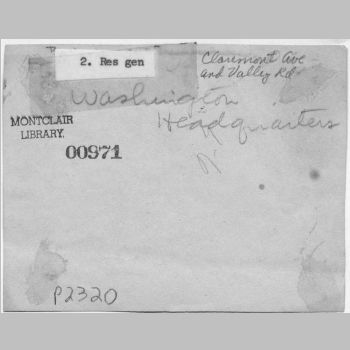 2. Res gen
Claremont Ave
and Valley Rd
Washington
Headquarters
MONTCLAIR
LIBRARY.
00971
P2320